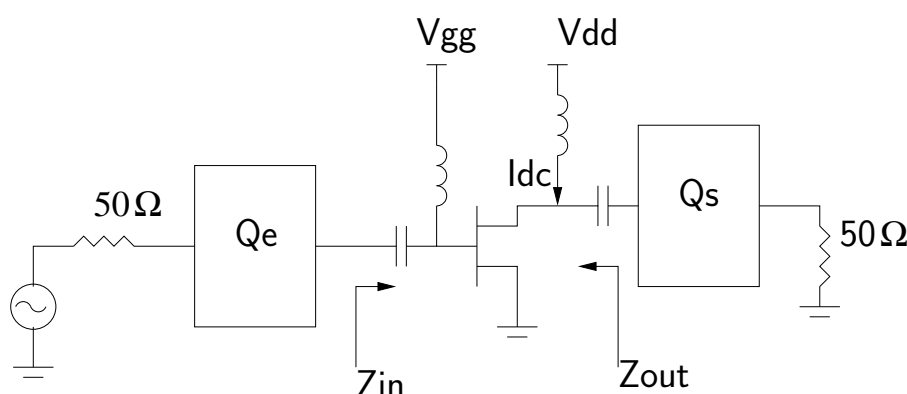 Vgg
Vdd
Idc
50Ω
Qe
Qs
50Ω
Zin
Zout